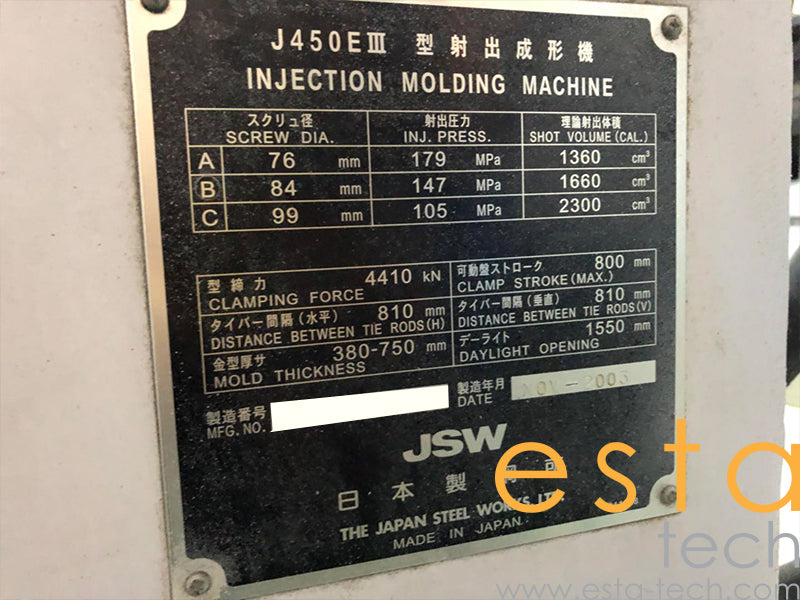 J450EⅢ 型射出成形機
INJECTION MOLDING MACHINE
スクリュ径 射出圧力 理論射出体積
SCREW DIA. INJ. PRESS. SHOT VOLUME (CAL.)
A 76 mm 179 MPa 1360 cm³
B 84 mm 147 MPa 1660 cm³
C 99 mm 105 MPa 2300 cm³
型締力 4410 kN 可動盤ストローク 800 mm
CLAMPING FORCE CLAMP STROKE (MAX.)
タイバー間隔 (水平) 810 mm タイバー間隔 (垂直) 810 mm
DISTANCE BETWEEN TIE RODS(H) DISTANCE BETWEEN TIE RODS(V)
金型厚サ 380-750 mm デーライト 1550 mm
MOLD THICKNESS DAYLIGHT OPENING
製造番号 製造年月 NOV-2003
MFG. NO. DATE
JSW
日本製鋼所
THE JAPAN STEEL WORKS, LTD.
MADE IN JAPAN
esta
tech
www.esta-tech.com